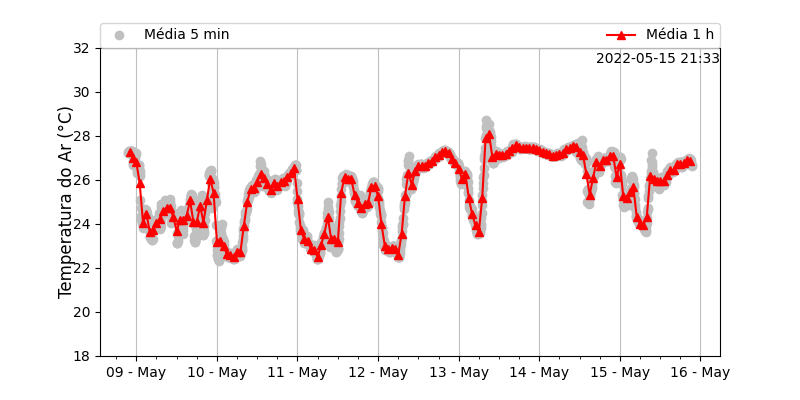 Média 5 min
Média 1 h
2022-05-15 21:33
Temperatura do Ar (°C)
32
30
28
26
24
22
20
18
09 - May
10 - May
11 - May
12 - May
13 - May
14 - May
15 - May
16 - May